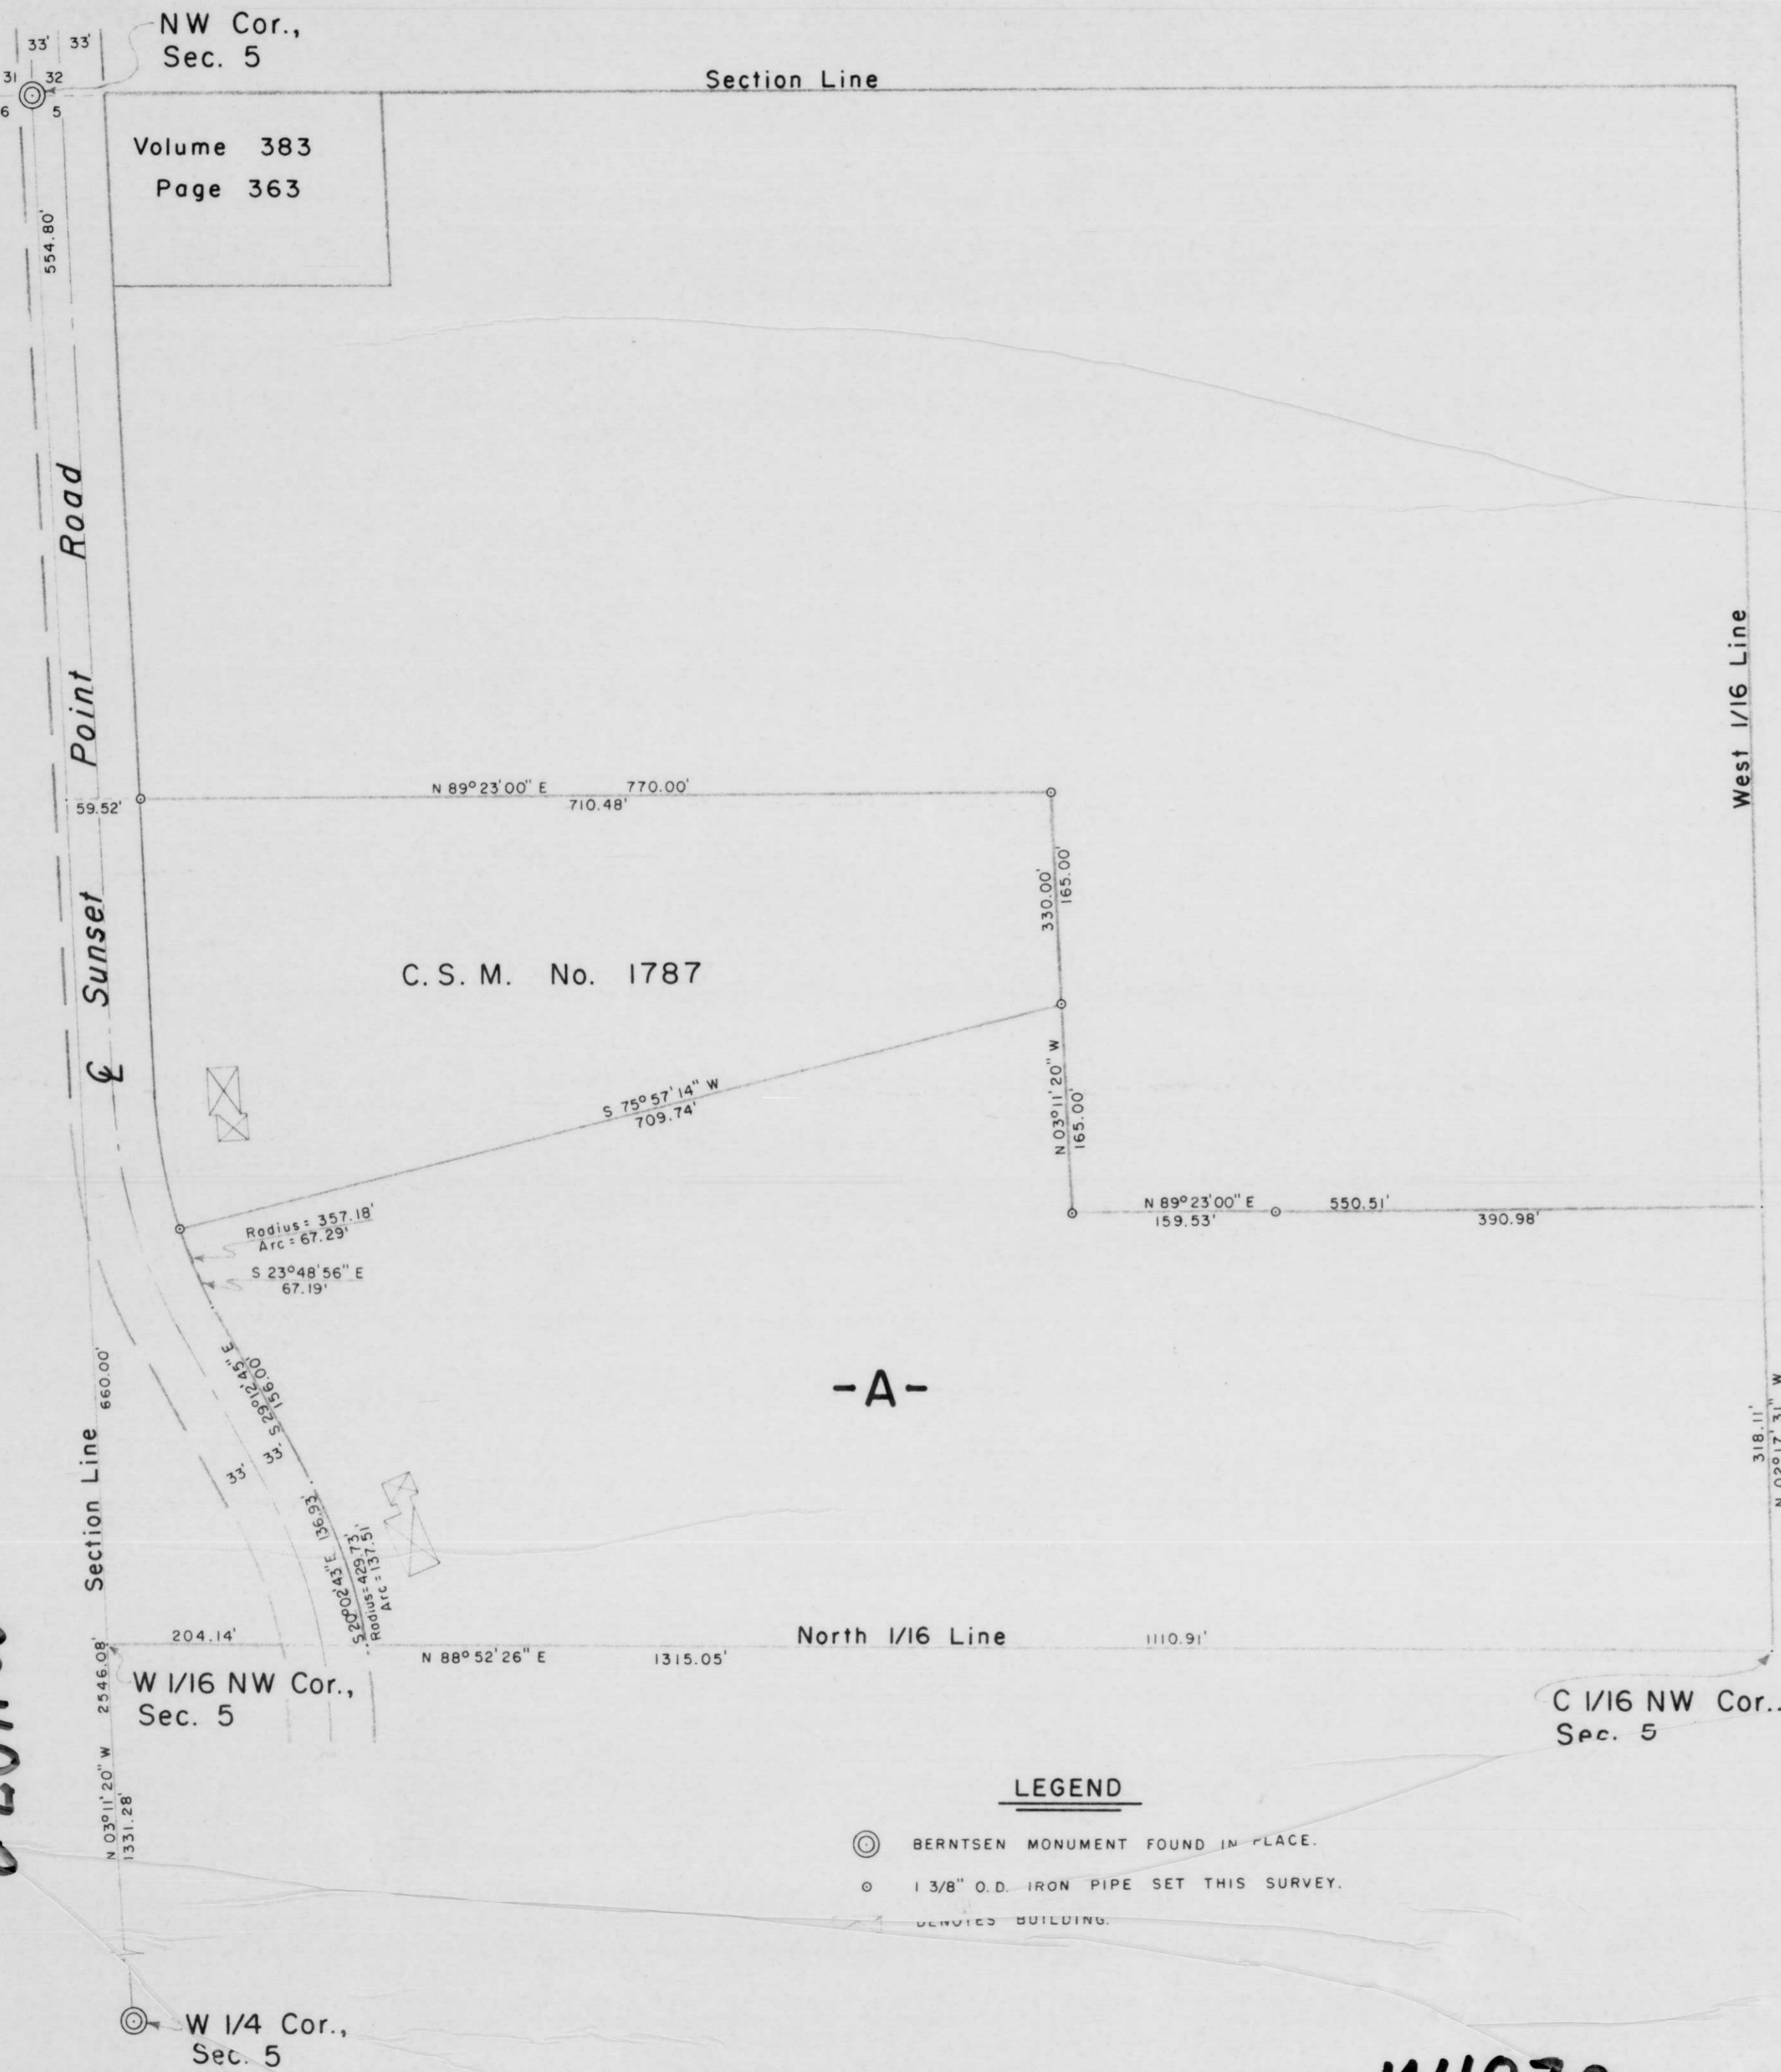 NW Cor.,
Sec. 5
33' 33'
31 32
6 5
Section Line
Volume 383
Page 363
554.80'
Sunset Point Road
West 1/16 Line
59.52'
N 89°23'00" E 770.00'
710.48'
330.00'
165.00'
C.S.M. No. 1787
S 75°57'14" W
709.74'
N 03°11'20" W
165.00'
N 89°23'00" E 550.51'
159.53' 390.98'
Radius = 357.18'
Arc = 67.29'
S 23°48'56" E
67.19'
S 29°12'45" E
156.00'
33' 33'
-A-
660.00'
Section Line
318.11'
N 02°17'31" W
S 20°02'43" E 136.93'
Radius = 429.73'
Arc = 137.51'
204.14'
North 1/16 Line
1110.91'
N 88°52'26" E 1315.05'
W 1/16 NW Cor.,
Sec. 5
C 1/16 NW Cor.,
Sec. 5
N 03°11'20" W 2546.08'
1331.28'
LEGEND
BERNTSEN MONUMENT FOUND IN PLACE.
1 3/8" O.D. IRON PIPE SET THIS SURVEY.
DENOTES BUILDING.
W 1/4 Cor.,
Sec. 5